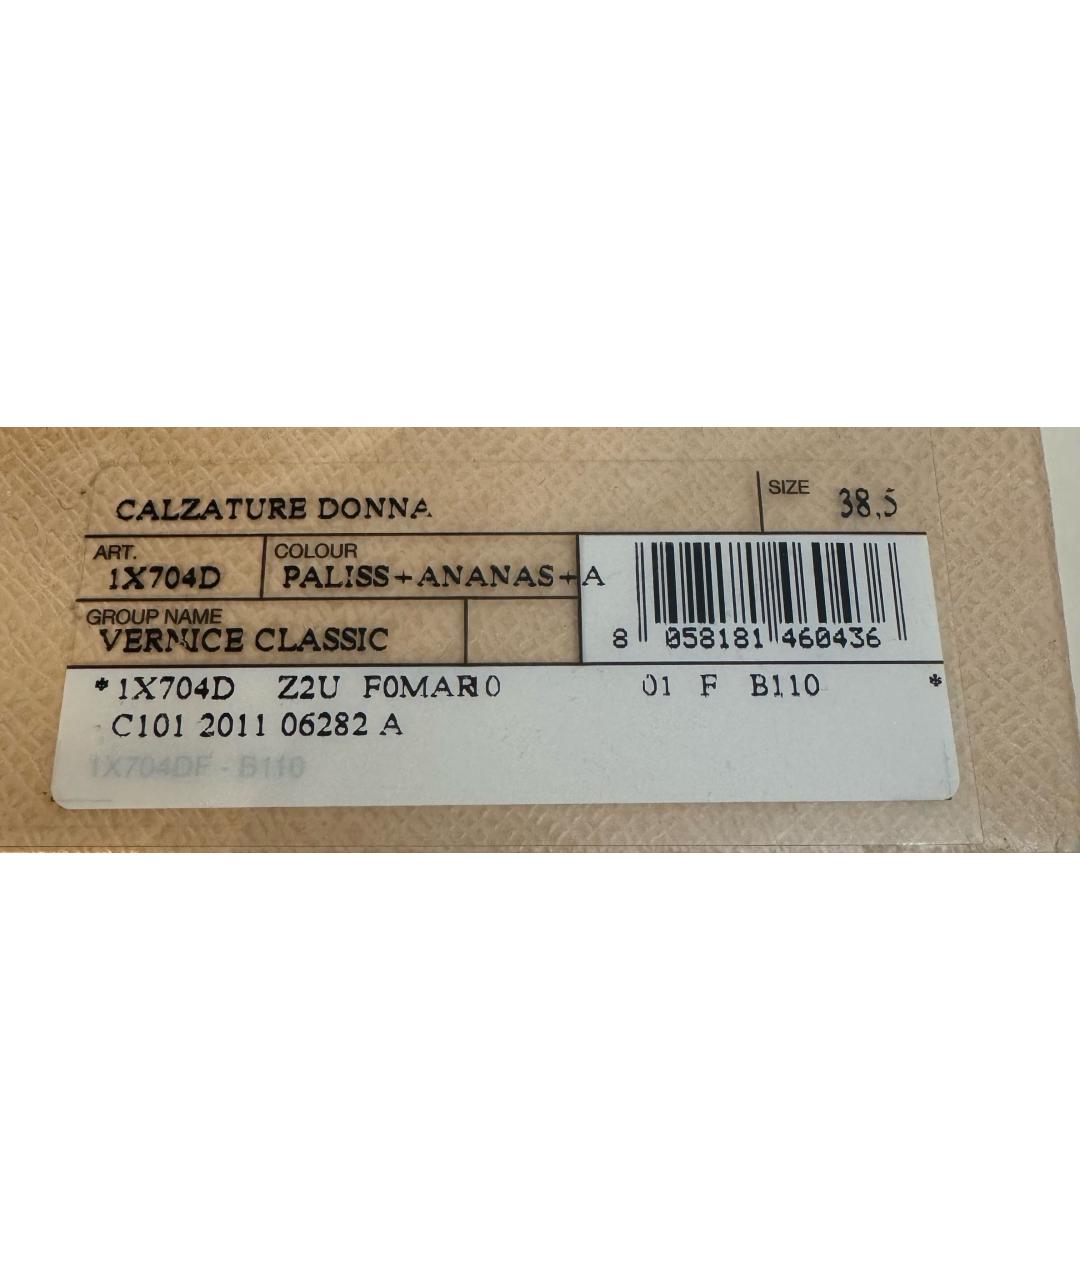 CALZATURE DONNA
SIZE 38,5
ART. COLOUR
1X704D PALISS+ANANAS+A
GROUP NAME
VERNICE CLASSIC
8 058181 460436
*1X704D Z2U F0MAR0 01 F B110 *
C101 2011 06282 A
1X704DF - B110